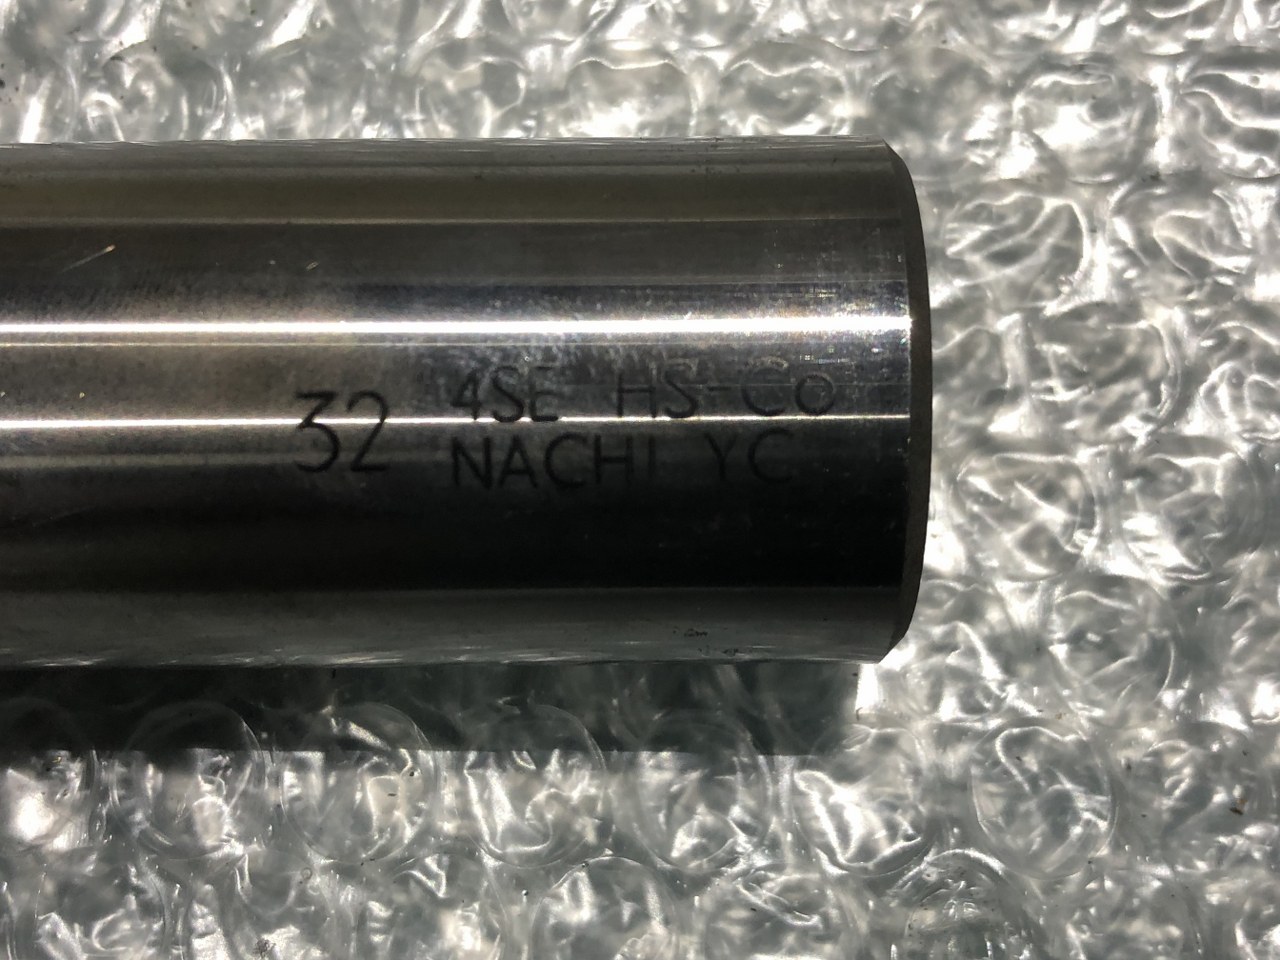 32
4SE HS-Co
NACHI YC